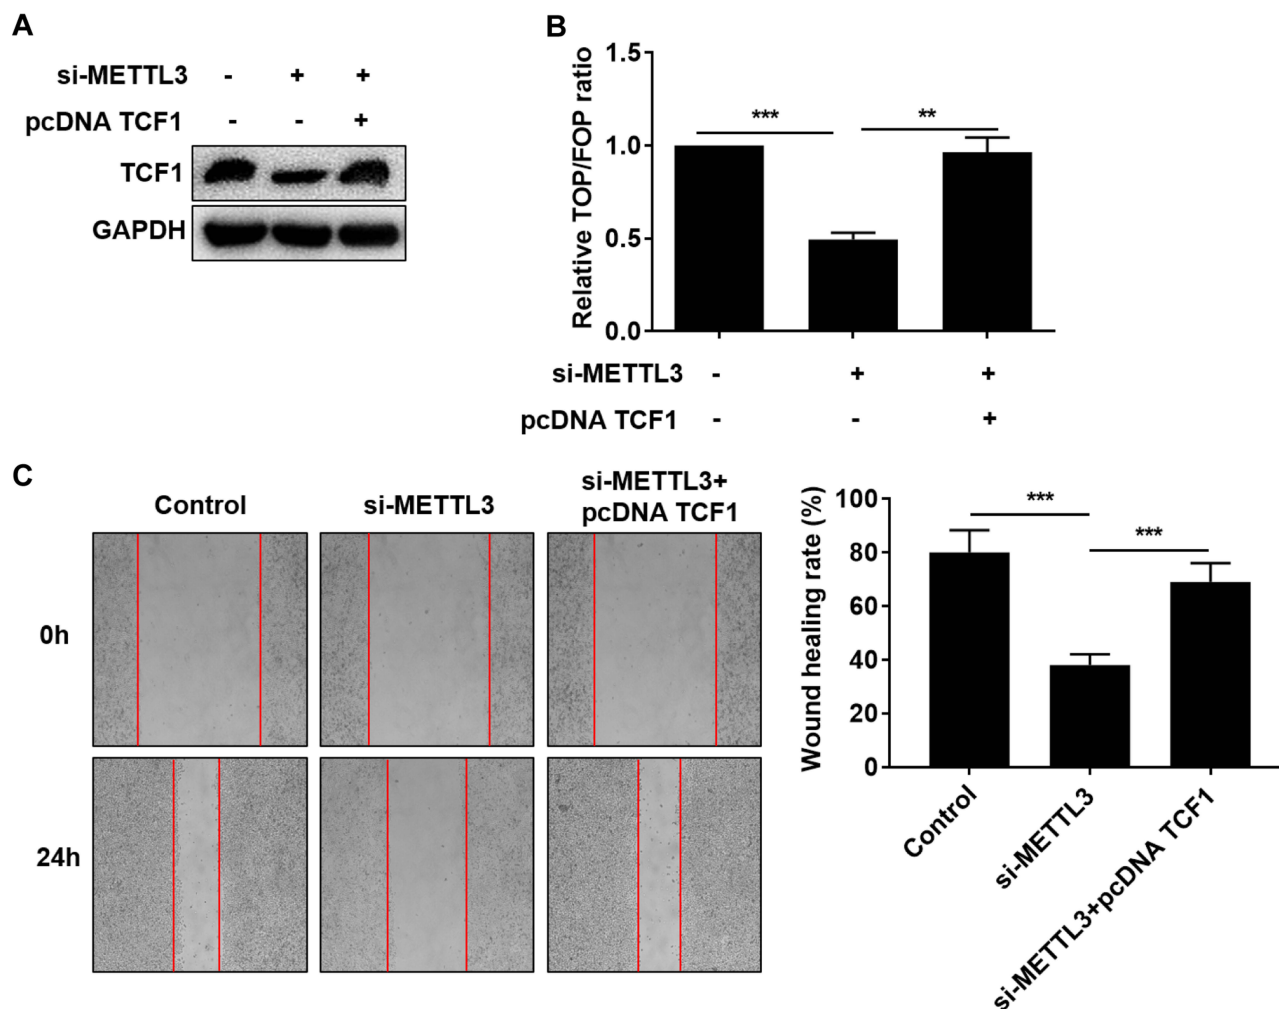 A
si-METTL3 - + +
pcDNA TCF1 - - +
TCF1
GAPDH
B
Relative TOP/FOP ratio
1.5
1.0
0.5
0.0
*** **
si-METTL3 - + +
pcDNA TCF1 - - +
C
Control si-METTL3 si-METTL3+
pcDNA TCF1
0h
24h
Wound healing rate (%)
100
80
60
40
20
0
***
***
Control
si-METTL3
si-METTL3+pcDNA TCF1